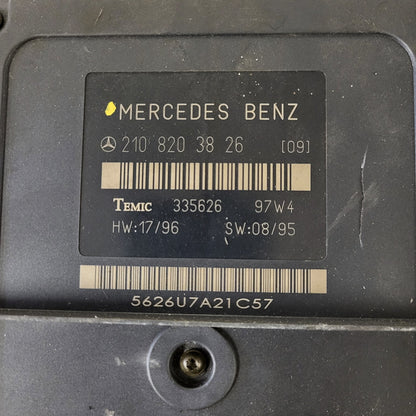 MERCEDES BENZ
210 820 38 26 [09]
TEMIC 335626 97W4
HW:17/96 SW:08/95
5626U7A21C57